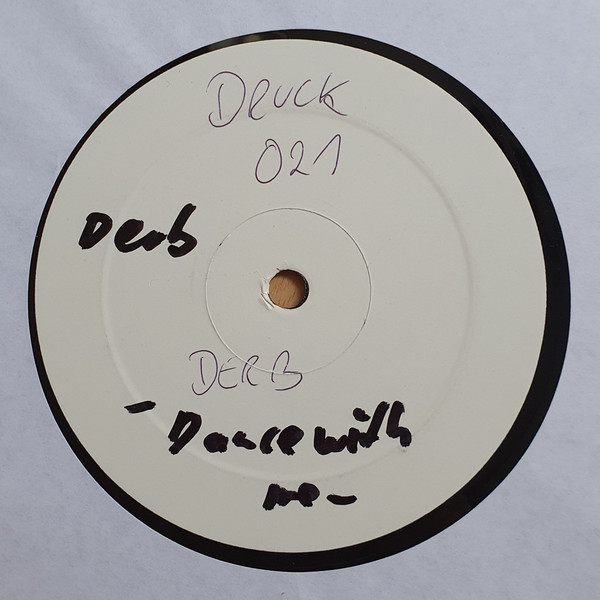 DRUCK
021
Derb
DERB
- Dance with
me -